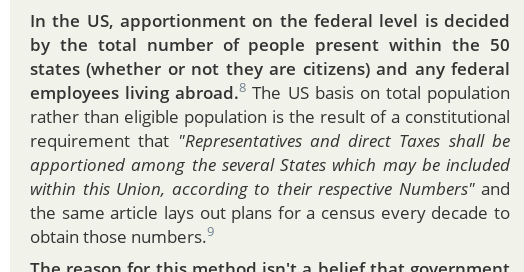 In the US, apportionment on the federal level is decided
by the total number of people present within the 50
states (whether or not they are citizens) and any federal
employees living abroad.8 The US basis on total population
rather than eligible population is the result of a constitutional
requirement that "Representatives and direct Taxes shall be
apportioned among the several States which may be included
within this Union, according to their respective Numbers" and
the same article lays out plans for a census every decade to
obtain those numbers.9
The reason for this method isn't a belief that government